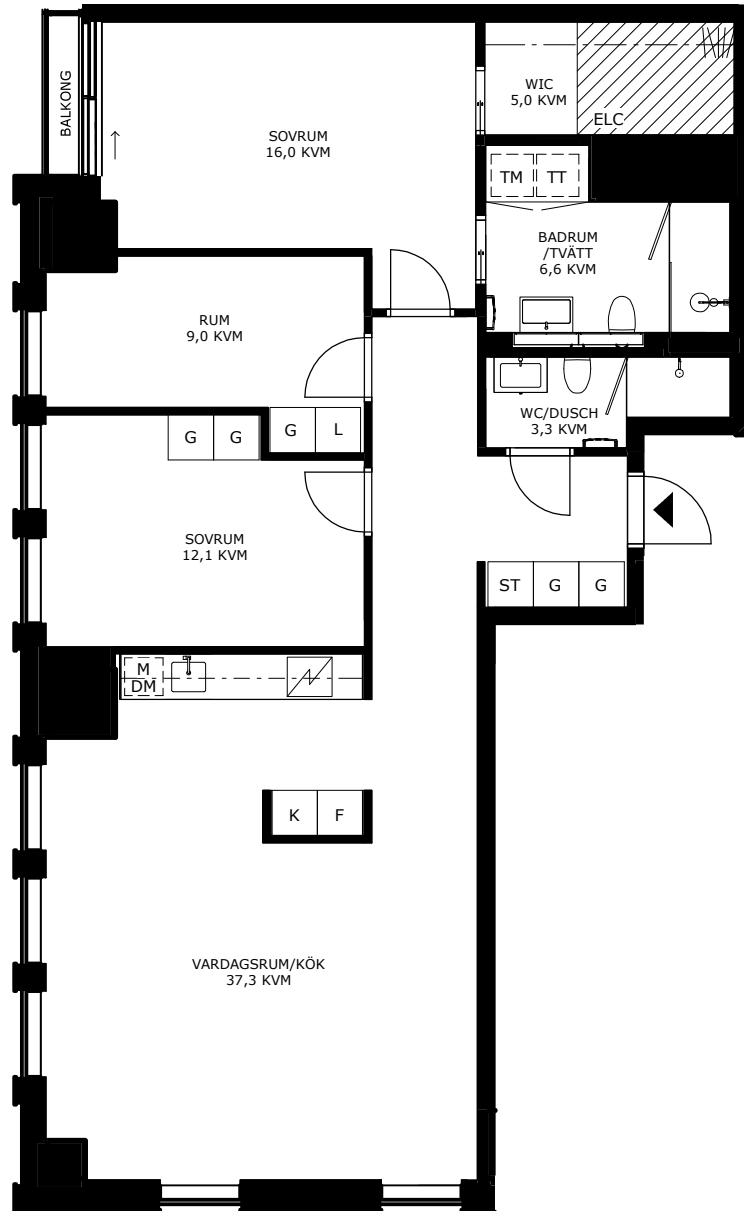 BALKONG
SOVRUM
16,0 KVM
WIC
5,0 KVM
ELC
TM TT
BADRUM
/TVÄTT
6,6 KVM
RUM
9,0 KVM
WC/DUSCH
3,3 KVM
G G G L
SOVRUM
12,1 KVM
ST G G
M
DM
K F
VARDAGSRUM/KÖK
37,3 KVM